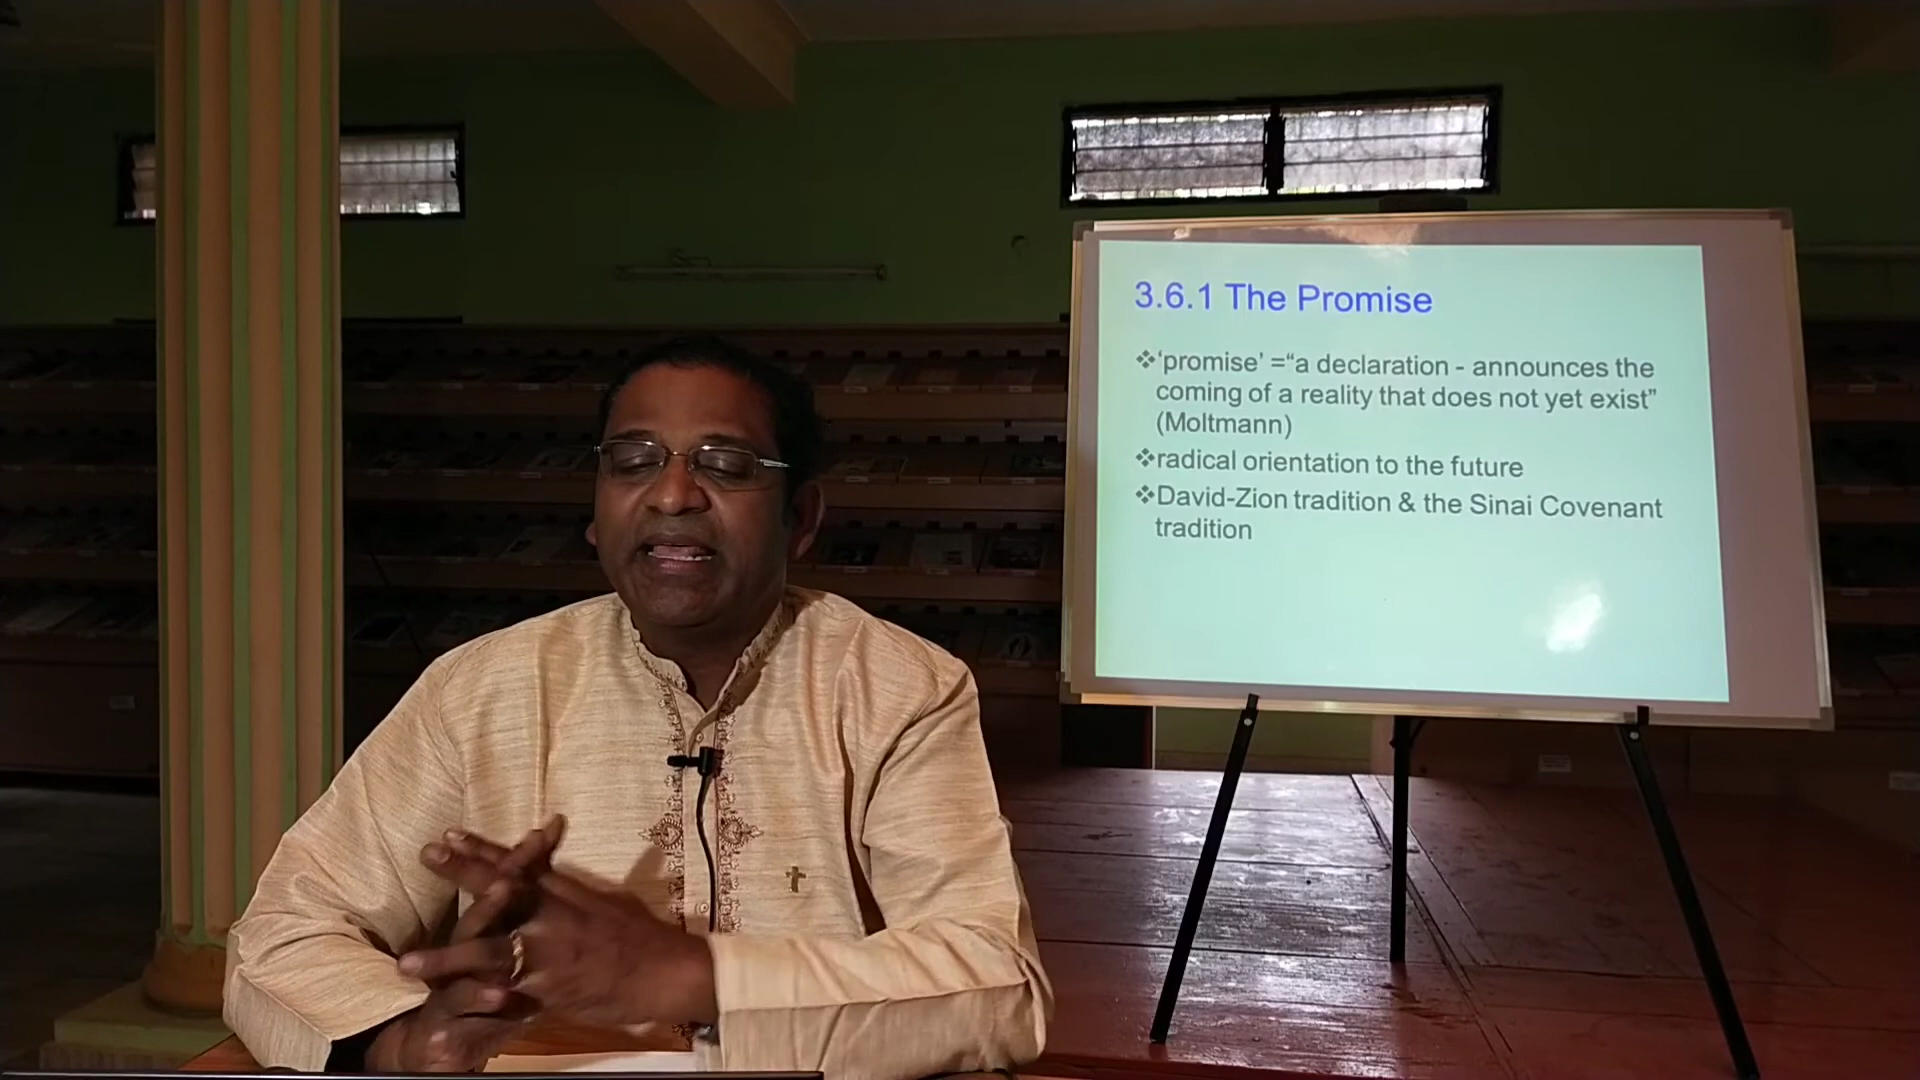 3.6.1 The Promise
❖‘promise’ =“a declaration - announces the
coming of a reality that does not yet exist”
(Moltmann)
❖radical orientation to the future
❖David-Zion tradition & the Sinai Covenant
tradition